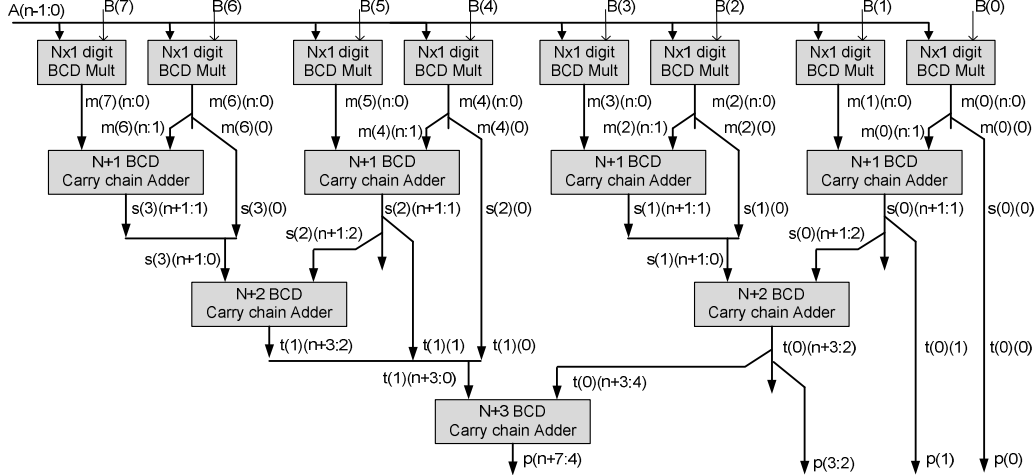 A(n-1:0)
B(7)
B(6)
B(5)
B(4)
B(3)
B(2)
B(1)
B(0)
Nx1 digit
BCD Mult
Nx1 digit
BCD Mult
Nx1 digit
BCD Mult
Nx1 digit
BCD Mult
Nx1 digit
BCD Mult
Nx1 digit
BCD Mult
Nx1 digit
BCD Mult
Nx1 digit
BCD Mult
m(7)(n:0)
m(6)(n:0)
m(5)(n:0)
m(4)(n:0)
m(3)(n:0)
m(2)(n:0)
m(1)(n:0)
m(0)(n:0)
m(6)(n:1)
m(6)(0)
m(4)(n:1)
m(4)(0)
m(2)(n:1)
m(2)(0)
m(0)(n:1)
m(0)(0)
N+1 BCD
Carry chain Adder
N+1 BCD
Carry chain Adder
N+1 BCD
Carry chain Adder
N+1 BCD
Carry chain Adder
s(3)(n+1:1)
s(3)(0)
s(2)(n+1:1)
s(2)(0)
s(1)(n+1:1)
s(1)(0)
s(0)(n+1:1)
s(0)(0)
s(2)(n+1:2)
s(0)(n+1:2)
s(3)(n+1:0)
s(1)(n+1:0)
N+2 BCD
Carry chain Adder
N+2 BCD
Carry chain Adder
t(1)(n+3:2)
t(1)(1)
t(1)(0)
t(0)(n+3:2)
t(0)(1)
t(0)(0)
t(1)(n+3:0)
t(0)(n+3:4)
N+3 BCD
Carry chain Adder
p(n+7:4)
p(3:2)
p(1)
p(0)